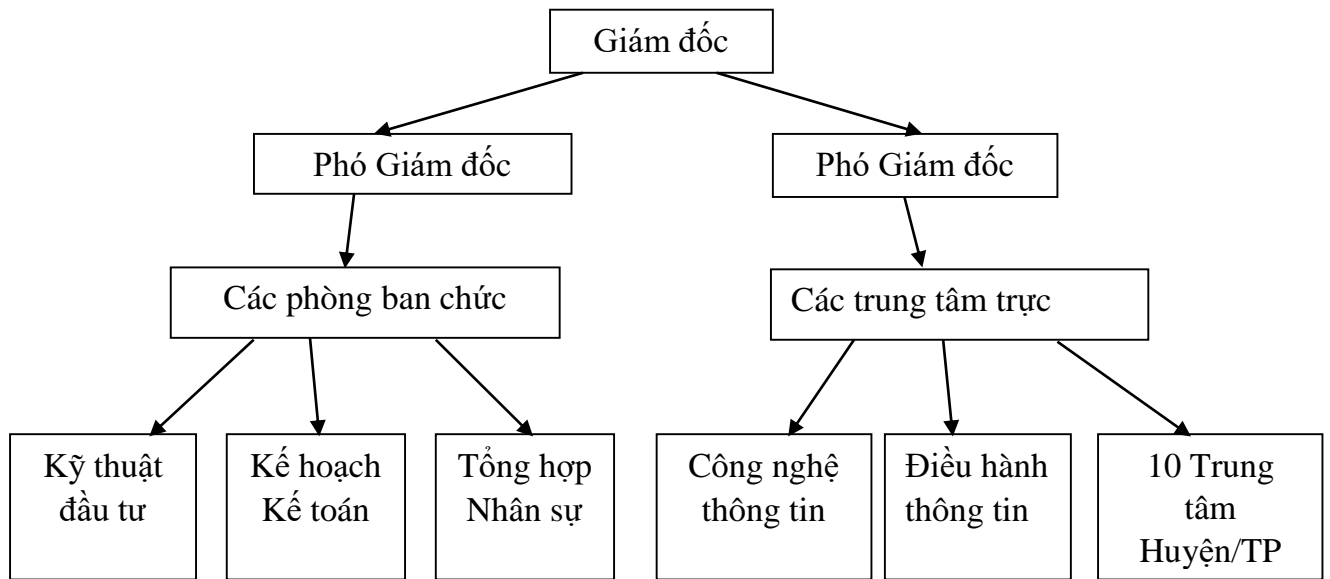 Giám đốc
Phó Giám đốc
Phó Giám đốc
Các phòng ban chức
Các trung tâm trực
Kỹ thuật
đầu tư
Kế hoạch
Kế toán
Tổng hợp
Nhân sự
Công nghệ
thông tin
Điều hành
thông tin
10 Trung
tâm
Huyện/TP